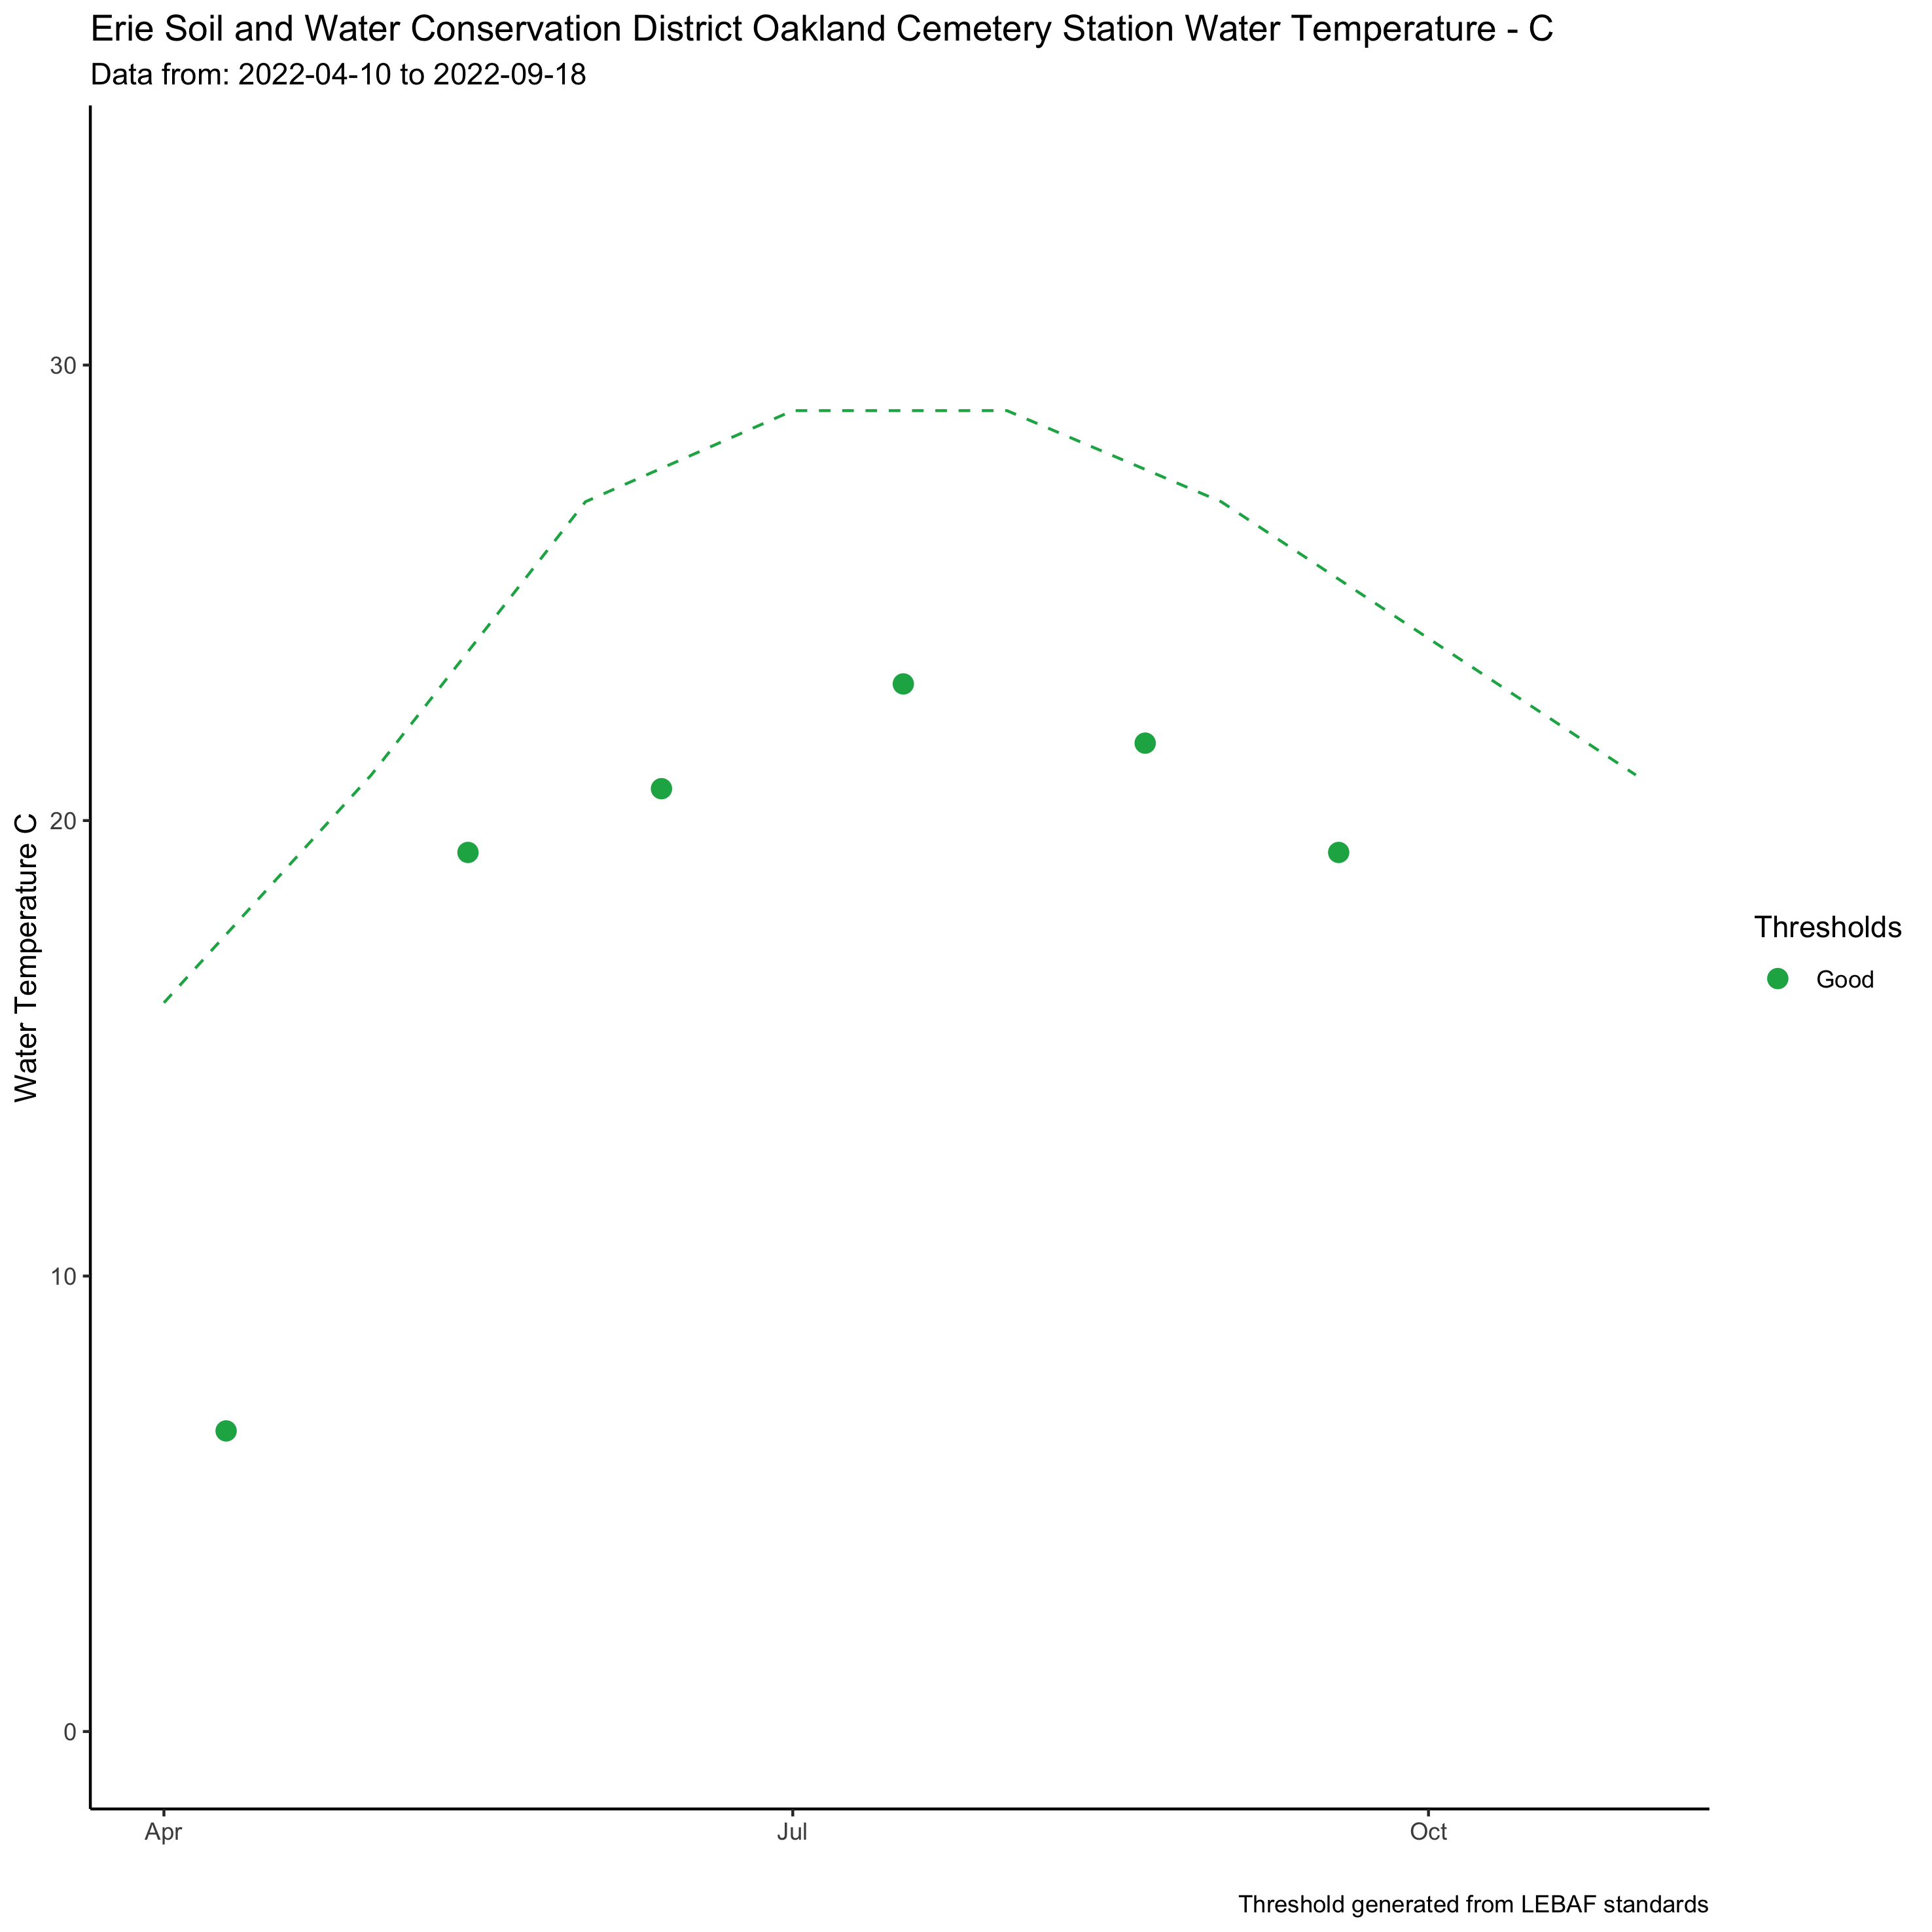 Erie Soil and Water Conservation District Oakland Cemetery Station Water Temperature - C
Data from: 2022-04-10 to 2022-09-18
Water Temperature C
30
20
10
0
Apr
Jul
Oct
Thresholds
Good
Threshold generated from LEBAF standards